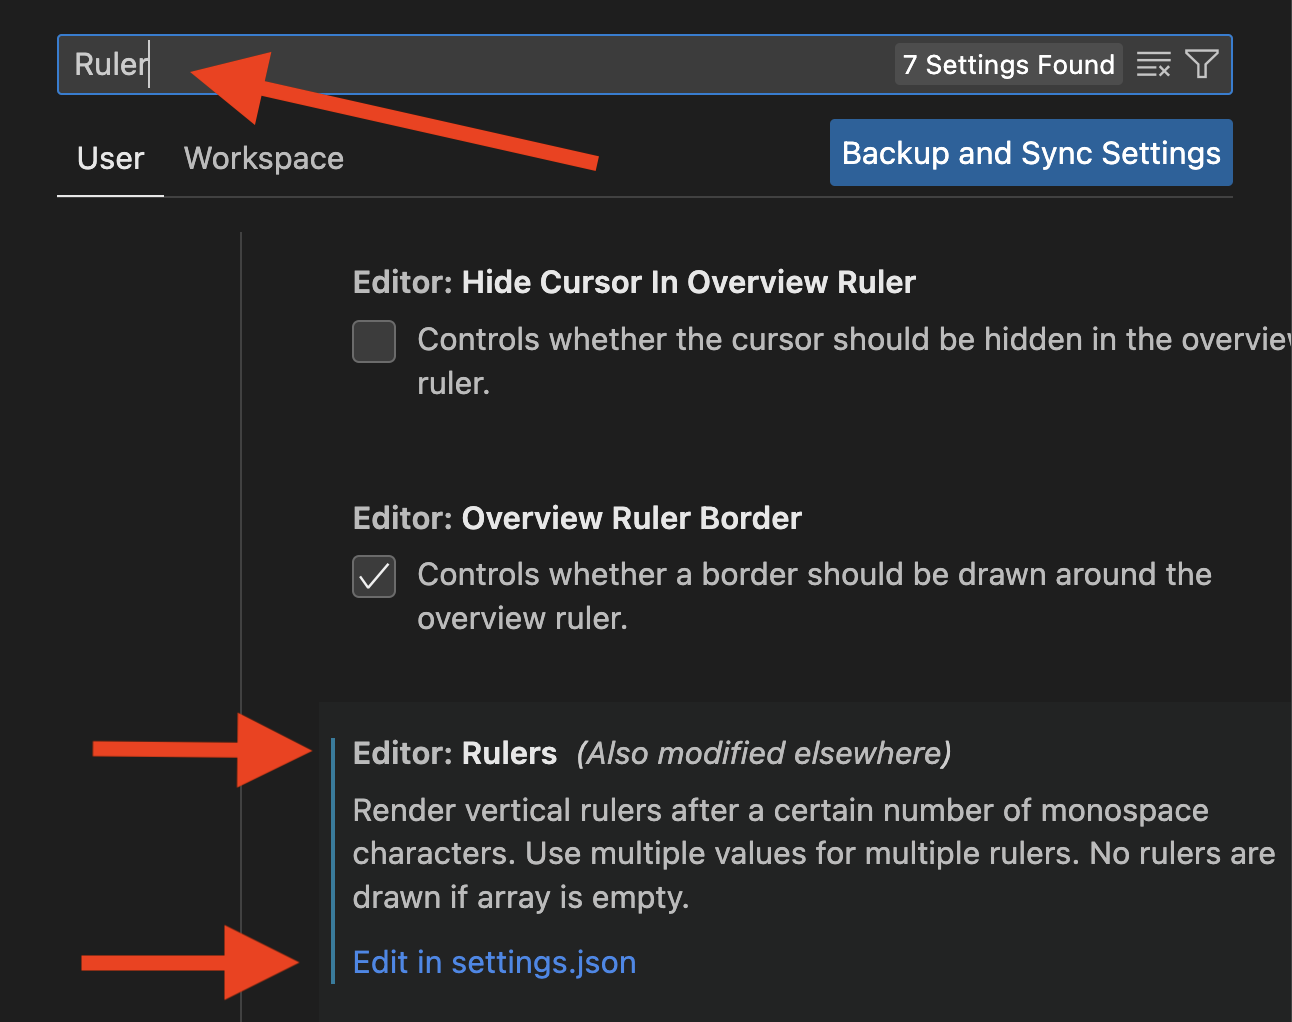 Ruler
7 Settings Found
User Workspace
Backup and Sync Settings
Editor: Hide Cursor In Overview Ruler
Controls whether the cursor should be hidden in the
ruler.
Editor: Overview Ruler Border
Controls whether a border should be drawn around the
overview ruler.
Editor: Rulers (Also modified elsewhere)
Render vertical rulers after a certain number of monospace
characters. Use multiple values for multiple rulers. No rulers are
drawn if array is empty.
Edit in settings.json